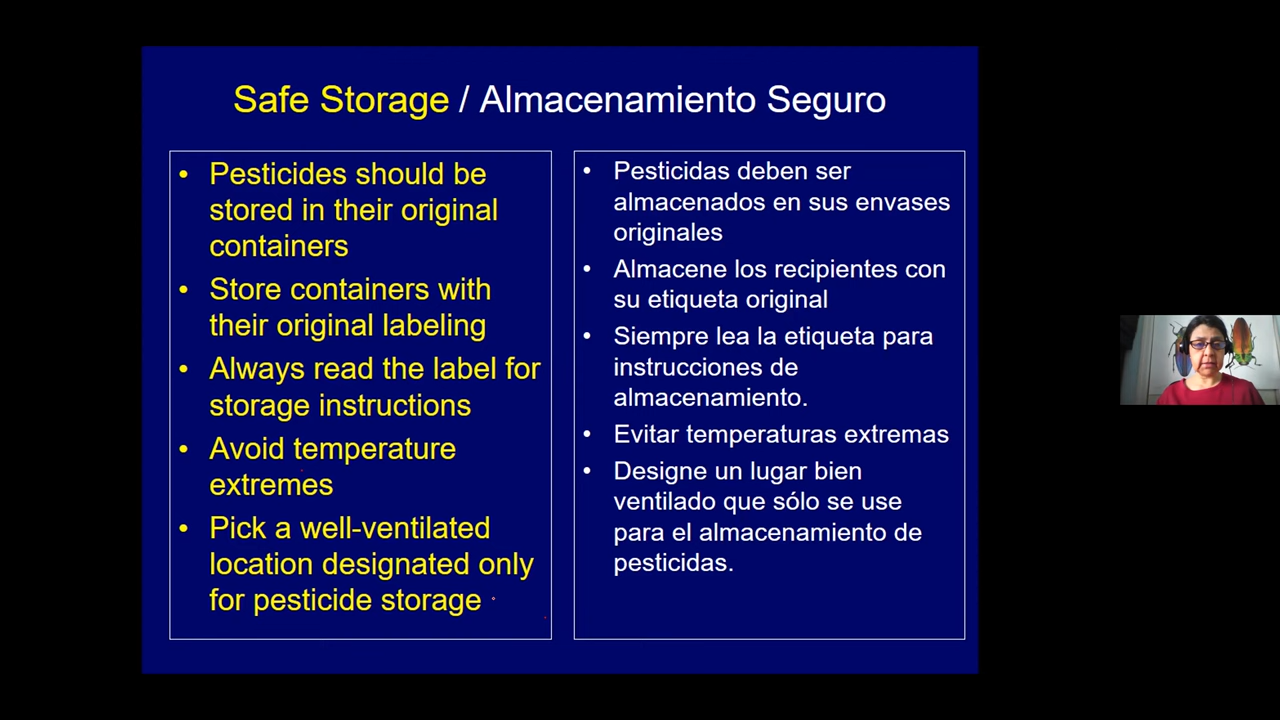 Safe Storage / Almacenamiento Seguro
• Pesticides should be
stored in their original
containers
• Store containers with
their original labeling
• Always read the label for
storage instructions
• Avoid temperature
extremes
• Pick a well-ventilated
location designated only
for pesticide storage
• Pesticidas deben ser
almacenados en sus envases
originales
• Almacene los recipientes con
su etiqueta original
• Siempre lea la etiqueta para
instrucciones de
almacenamiento.
• Evitar temperaturas extremas
• Designe un lugar bien
ventilado que sólo se use
para el almacenamiento de
pesticidas.